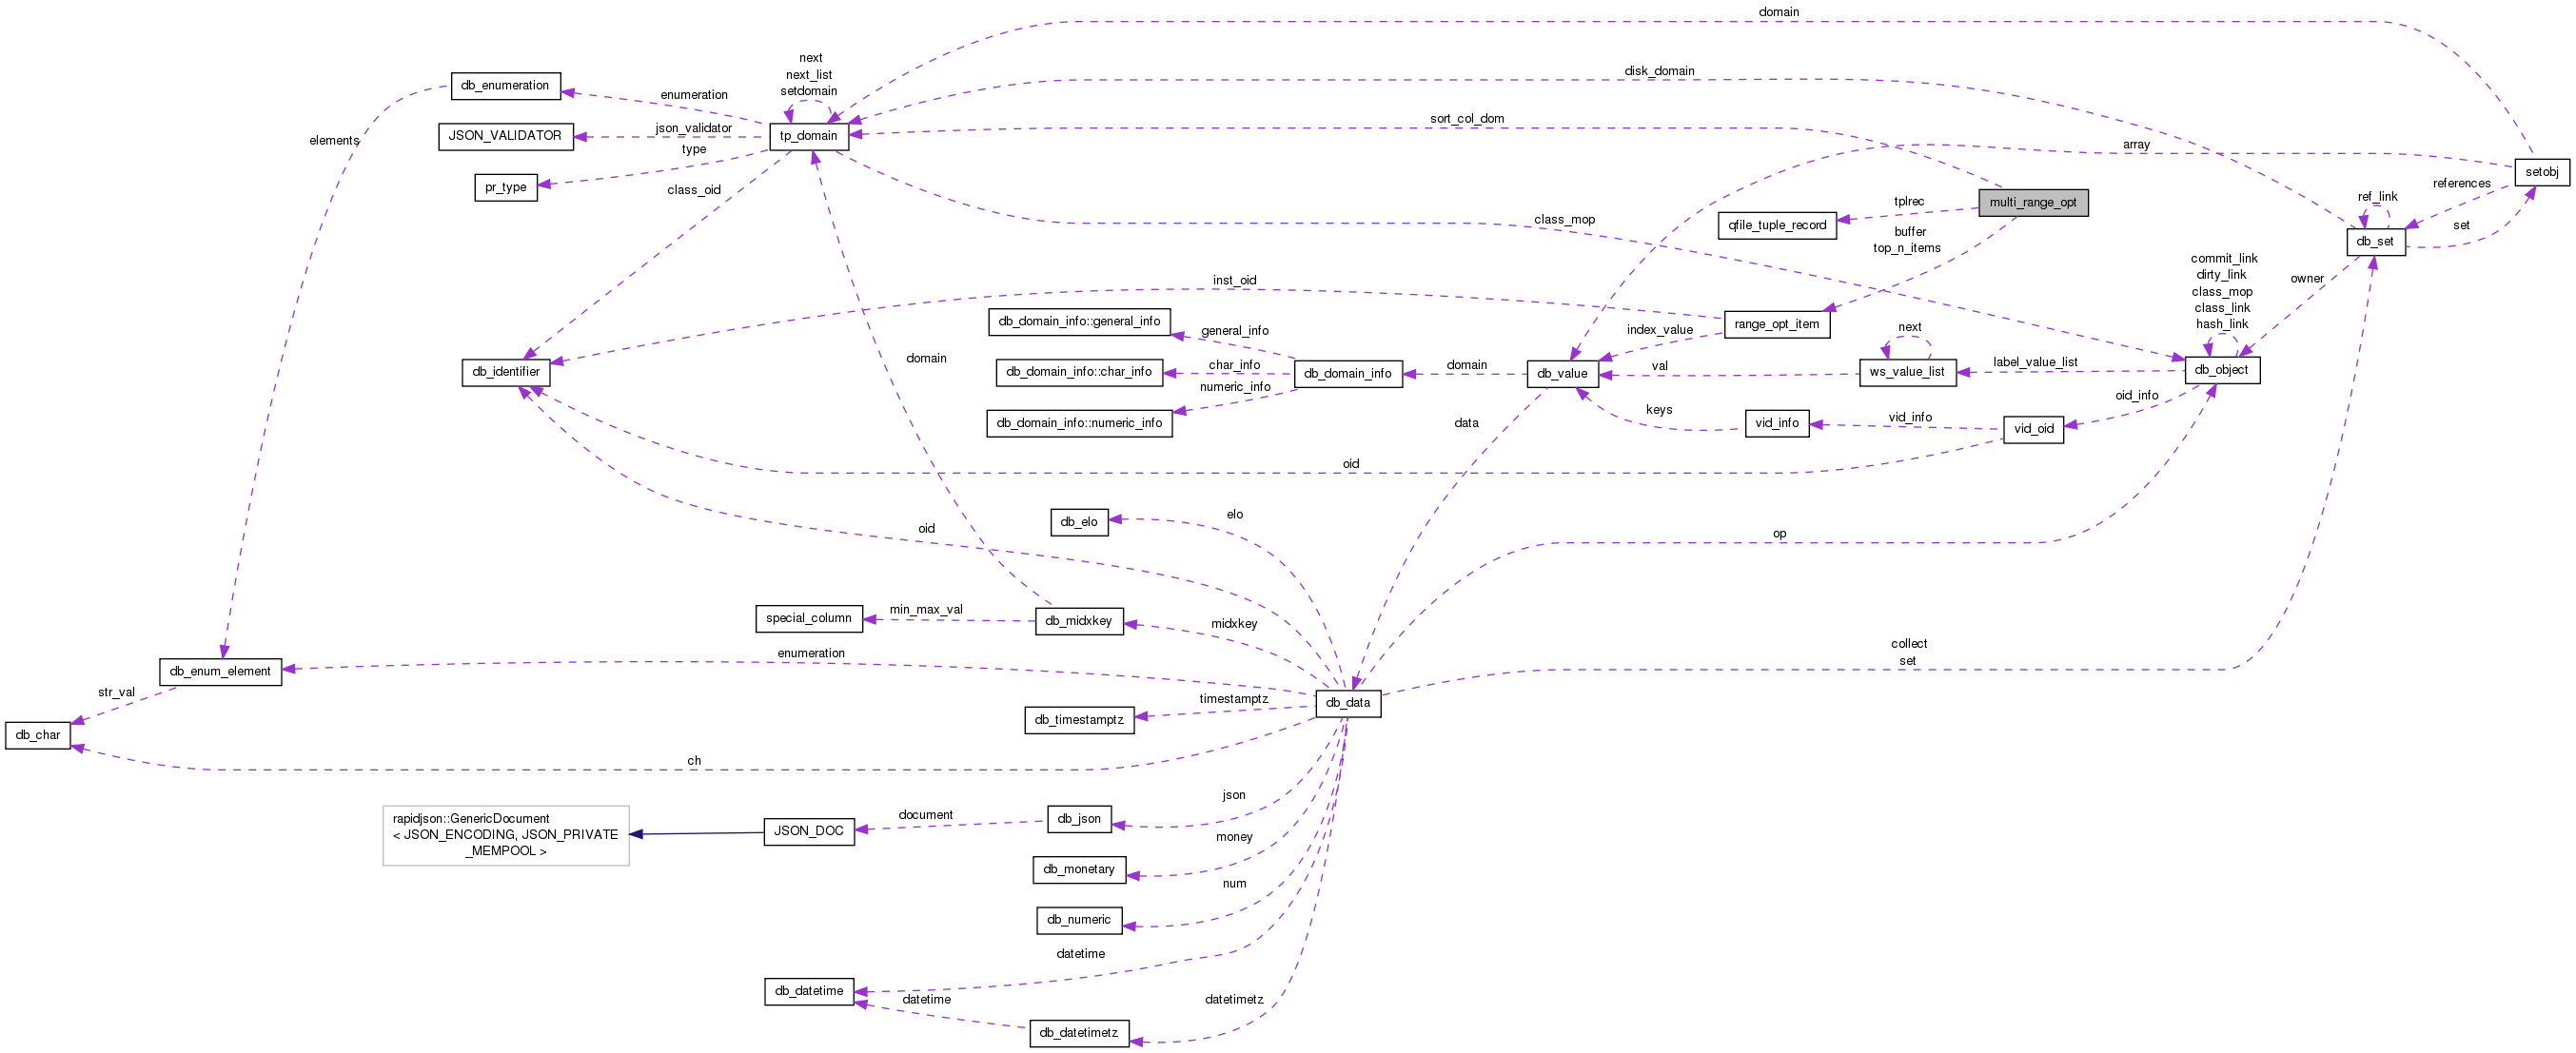 domain
next
next_list
setdomain
disk_domain
db_enumeration
enumeration
sort_col_dom
JSON_VALIDATOR
json_validator
tp_domain
elements
type
array
pr_type
class_oid
setobj
references
ref_link
multi_range_opt
tplrec
qfile_tuple_record
class_mop
buffer
top_n_items
set
db_set
commit_link
dirty_link
class_mop
class_link
hash_link
owner
inst_oid
db_domain_info::general_info
general_info
range_opt_item
index_value
next
domain
db_identifier
db_domain_info::char_info
char_info
db_domain_info
domain
db_value
val
ws_value_list
label_value_list
db_object
numeric_info
oid_info
db_domain_info::numeric_info
data
keys
vid_info
vid_info
vid_oid
oid
db_elo
elo
oid
op
special_column
min_max_val
db_midxkey
midxkey
collect
set
db_enum_element
enumeration
str_val
timestamptz
db_data
db_char
db_timestamptz
ch
rapidjson::GenericDocument
< JSON_ENCODING, JSON_PRIVATE
_MEMPOOL >
JSON_DOC
document
db_json
json
money
db_monetary
num
db_numeric
datetime
db_datetime
datetime
datetimetz
db_datetimetz